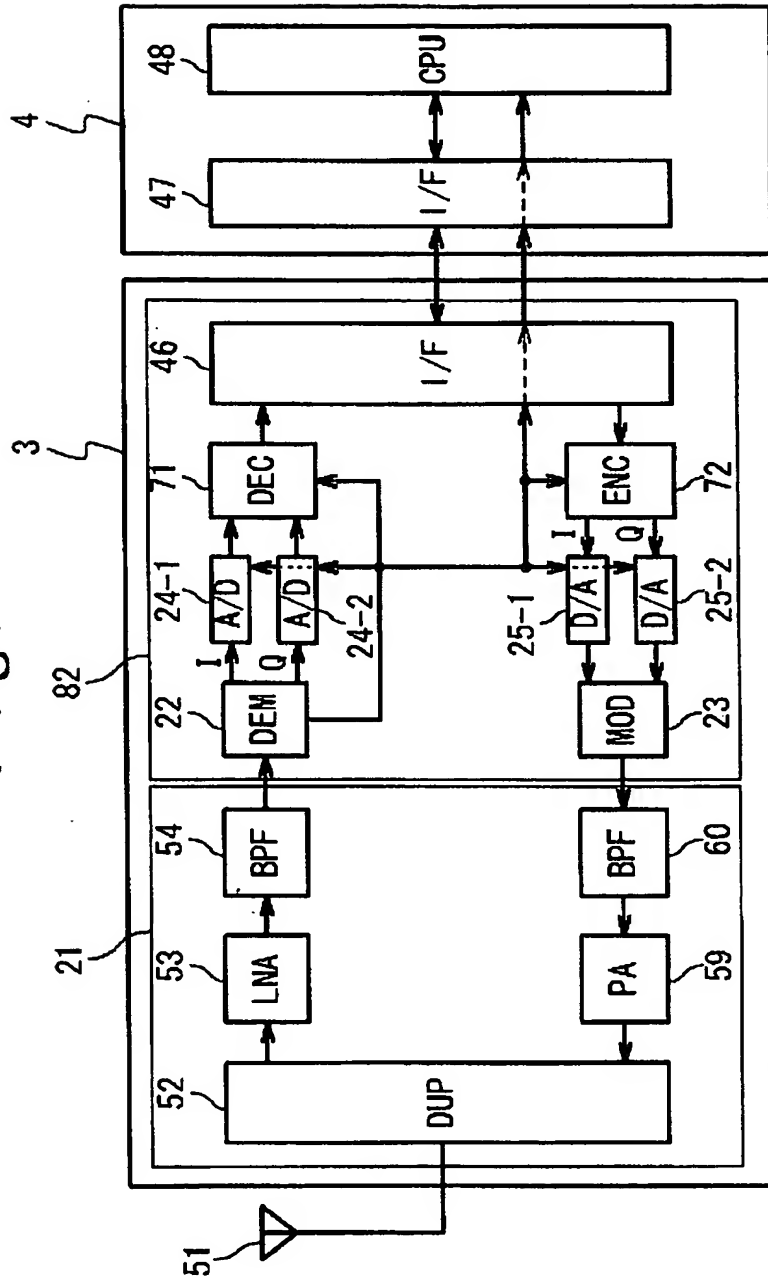 4
3
82
21
46
47
48
71
24-1
22
54
53
52
51
DUP
LNA
BPF
DEM
I
Q
A/D
A/D
24-2
DEC
I/F
I/F
CPU
PA
BPF
MOD
25-1
D/A
D/A
I
Q
ENC
59
60
23
25-2
72